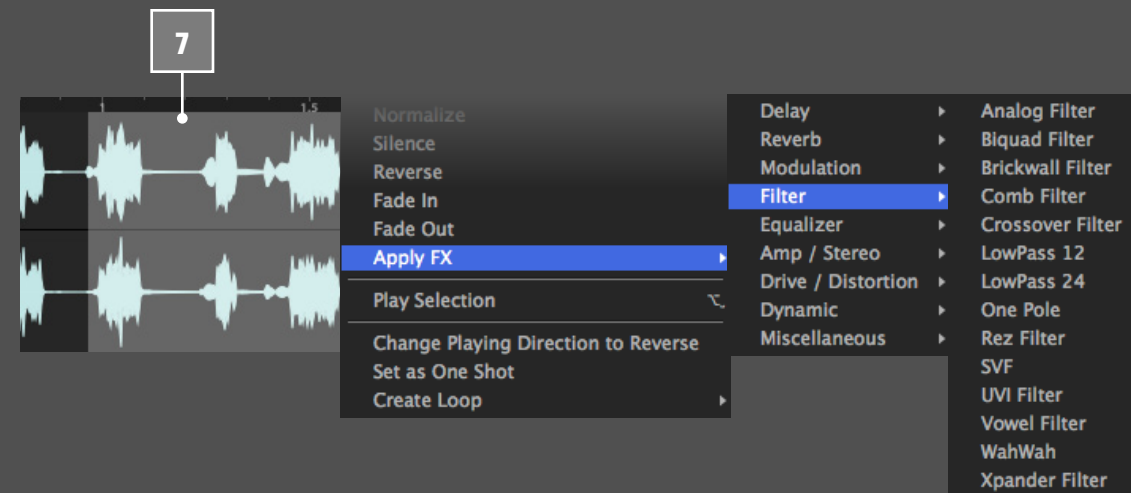 7
1 1.5
Normalize
Silence
Reverse
Fade In
Fade Out
Apply FX
Play Selection ⌥
Change Playing Direction to Reverse
Set as One Shot
Create Loop
Delay
Reverb
Modulation
Filter
Equalizer
Amp / Stereo
Drive / Distortion
Dynamic
Miscellaneous
Analog Filter
Biquad Filter
Brickwall Filter
Comb Filter
Crossover Filter
LowPass 12
LowPass 24
One Pole
Rez Filter
SVF
UVI Filter
Vowel Filter
WahWah
Xpander Filter